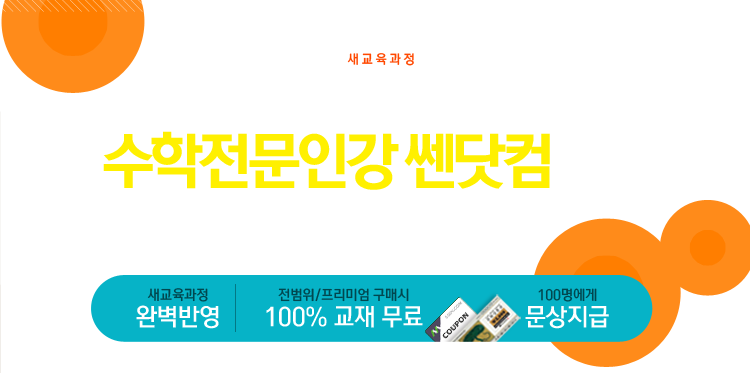 새교육과정
수학전문인강 쎈닷컴
새교육과정
완벽반영
전범위/프리미엄 구매시
100% 교재 무료
COUPON
100명에게
문상지급